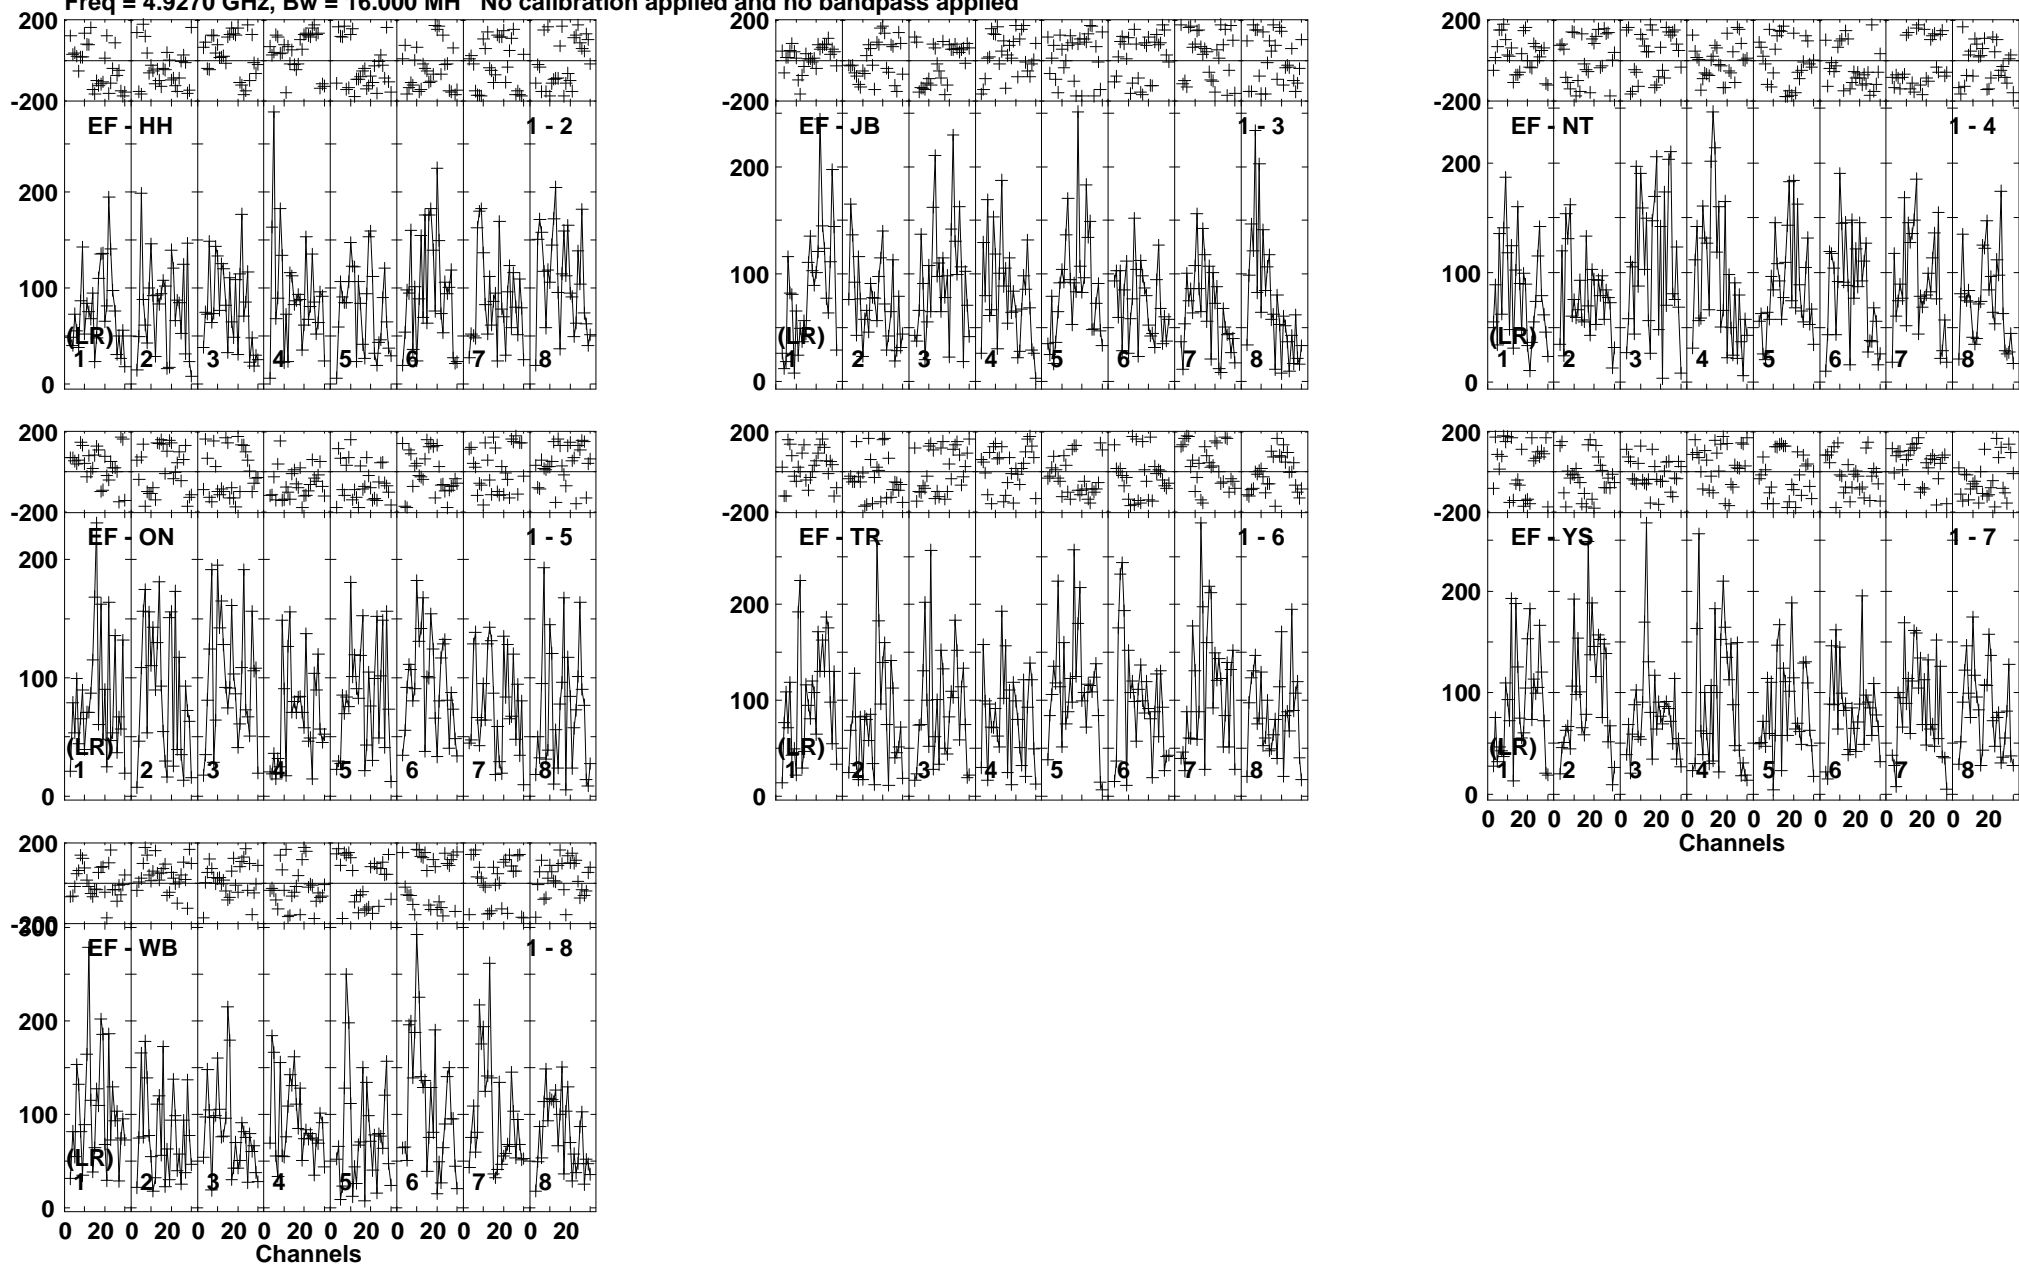 Freq = 4.9270 GHz, Bw = 16.000 MH No calibration applied and no bandpass applied
200
-200
EF - HH
1 - 2
200
100
0
(LR)
1 2 3 4 5 6 7 8
200
-200
EF - JB
1 - 3
200
100
0
(LR)
1 2 3 4 5 6 7 8
200
-200
EF - NT
1 - 4
200
100
0
(LR)
1 2 3 4 5 6 7 8
200
-200
EF - ON
1 - 5
200
100
0
(LR)
1 2 3 4 5 6 7 8
200
-200
EF - TR
1 - 6
200
100
0
(LR)
1 2 3 4 5 6 7 8
200
-200
EF - YS
1 - 7
200
100
0
(LR)
1 2 3 4 5 6 7 8
0 20 0 20 0 20 0 20 0 20 0 20 0 20 0 20
Channels
200
-200
300
EF - WB
1 - 8
200
100
0
(LR)
1 2 3 4 5 6 7 8
0 20 0 20 0 20 0 20 0 20 0 20 0 20 0 20
Channels